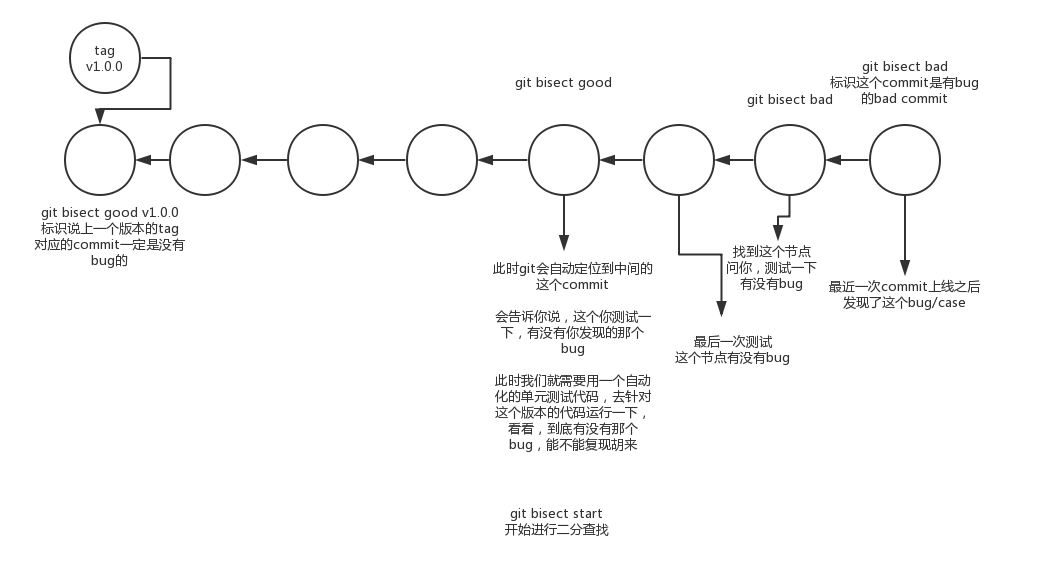 tag
v1.0.0
git bisect good
git bisect bad
git bisect bad
标识这个commit是有bug
的bad commit
git bisect good v1.0.0
标识说上一个版本的tag
对应的commit一定是没有
bug的
此时git会自动定位到中间的
这个commit
会告诉你说，这个你测试一
下，有没有你发现的那个
bug
此时我们就需要用一个自动
化的单元测试代码，去针对
这个版本的代码运行一下，
看看，到底有没有那个
bug，能不能复现胡来
最后一次测试
这个节点有没有bug
找到这个节点
问你，测试一下
有没有bug
最近一次commit上线之后
发现了这个bug/case
git bisect start
开始进行二分查找